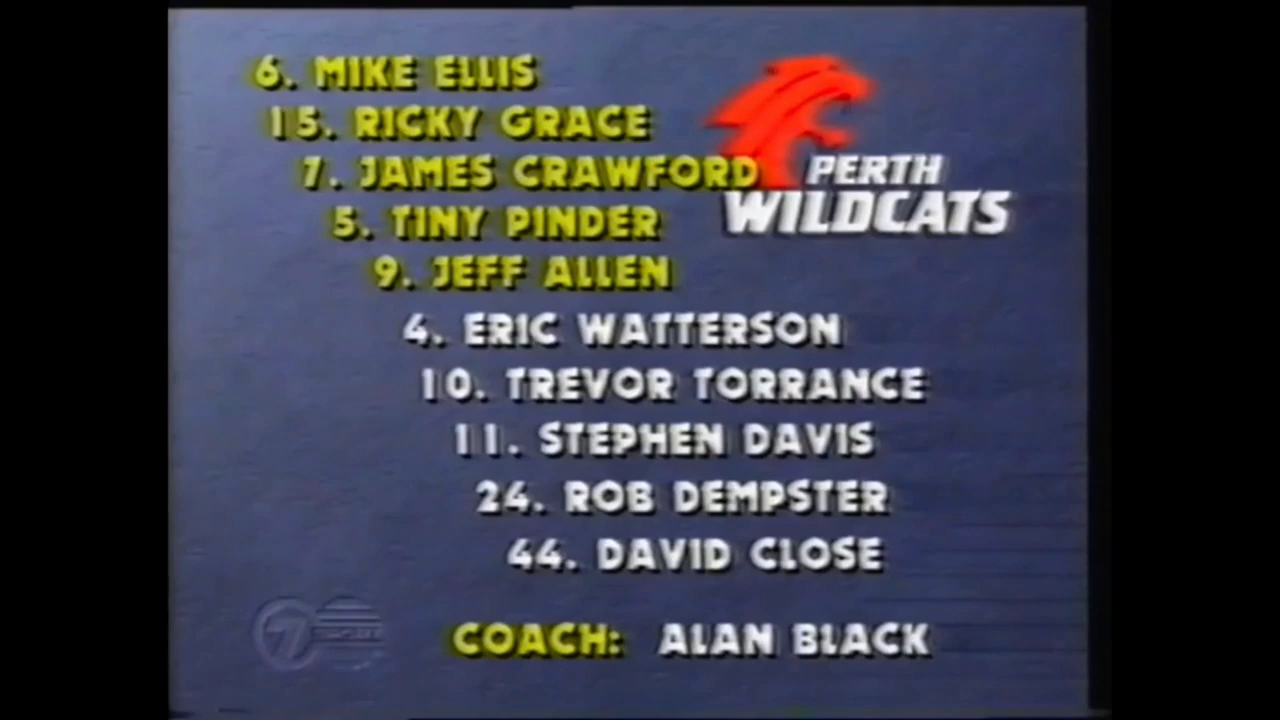 6. MIKE ELLIS
15. RICKY GRACE
7. JAMES CRAWFORD
5. TINY PINDER
9. JEFF ALLEN
PERTH
WILDCATS
4. ERIC WATTERSON
10. TREVOR TORRANCE
11. STEPHEN DAVIS
24. ROB DEMPSTER
44. DAVID CLOSE
COACH: ALAN BLACK
7